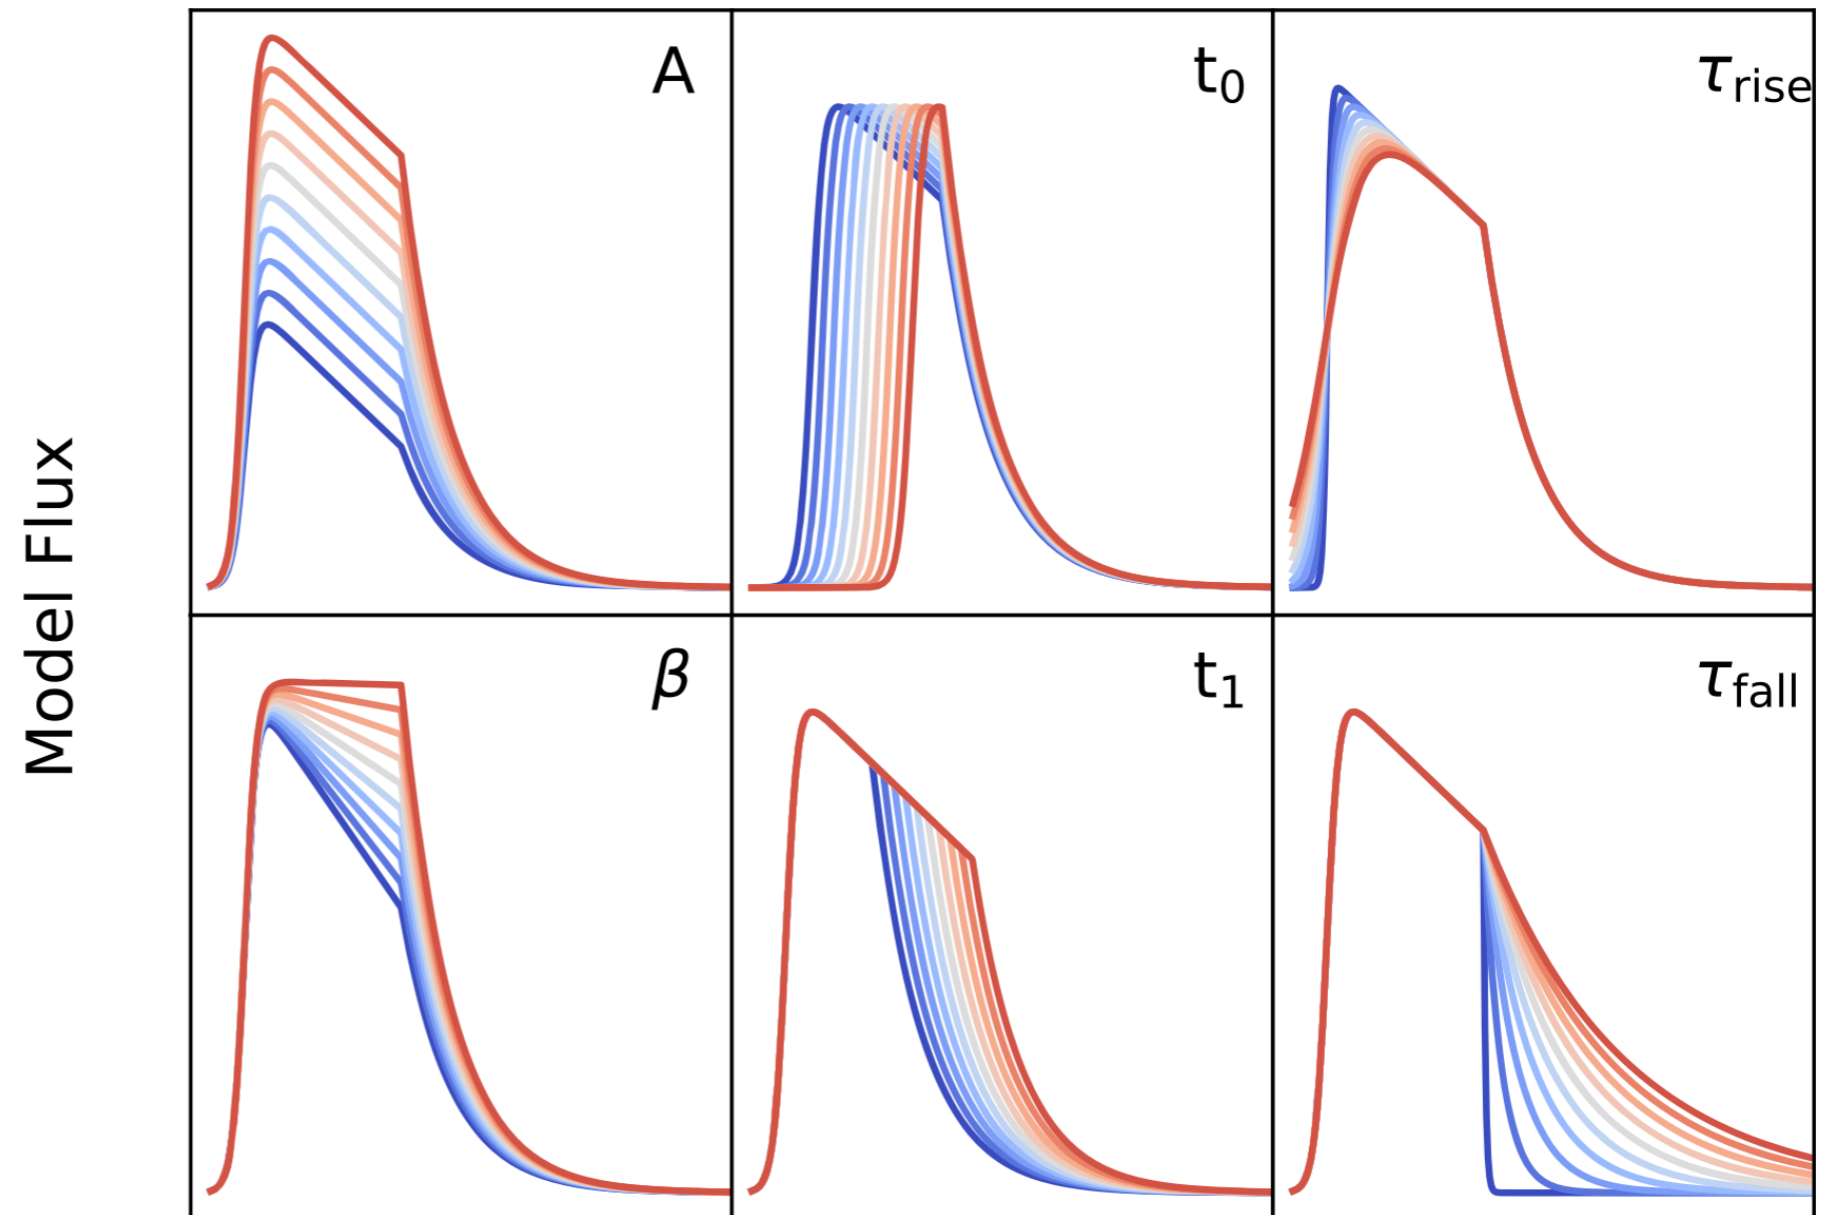 Model Flux
A
t₀
τrise
β
t₁
τfall